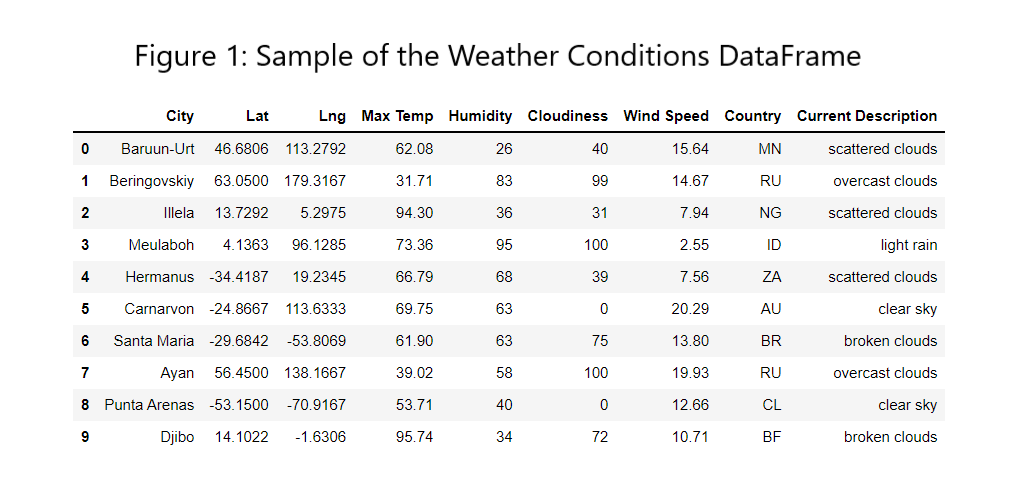 Figure 1: Sample of the Weather Conditions DataFrame
City Lat Lng Max Temp Humidity Cloudiness Wind Speed Country Current Description
0 Baruun-Urt 46.6806 113.2792 62.08 26 40 15.64 MN scattered clouds
1 Beringovskiy 63.0500 179.3167 31.71 83 99 14.67 RU overcast clouds
2 Illela 13.7292 5.2975 94.30 36 31 7.94 NG scattered clouds
3 Meulaboh 4.1363 96.1285 73.36 95 100 2.55 ID light rain
4 Hermanus -34.4187 19.2345 66.79 68 39 7.56 ZA scattered clouds
5 Carnarvon -24.8667 113.6333 69.75 63 0 20.29 AU clear sky
6 Santa Maria -29.6842 -53.8069 61.90 63 75 13.80 BR broken clouds
7 Ayan 56.4500 138.1667 39.02 58 100 19.93 RU overcast clouds
8 Punta Arenas -53.1500 -70.9167 53.71 40 0 12.66 CL clear sky
9 Djibo 14.1022 -1.6306 95.74 34 72 10.71 BF broken clouds